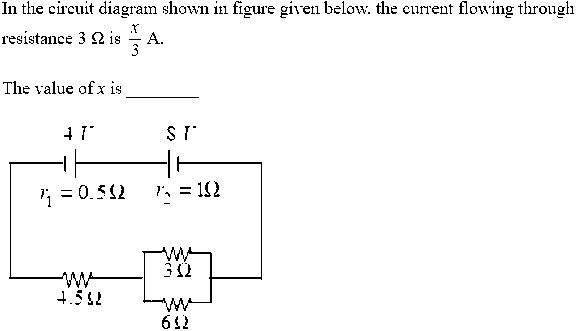 In the circuit diagram shown in figure given below. the current flowing through
resistance 3 Ω is x/3 A.
The value of x is ________
4 V 8 V
r₁ = 0.5 Ω r₂ = 1Ω
3 Ω
4.5 Ω
6 Ω